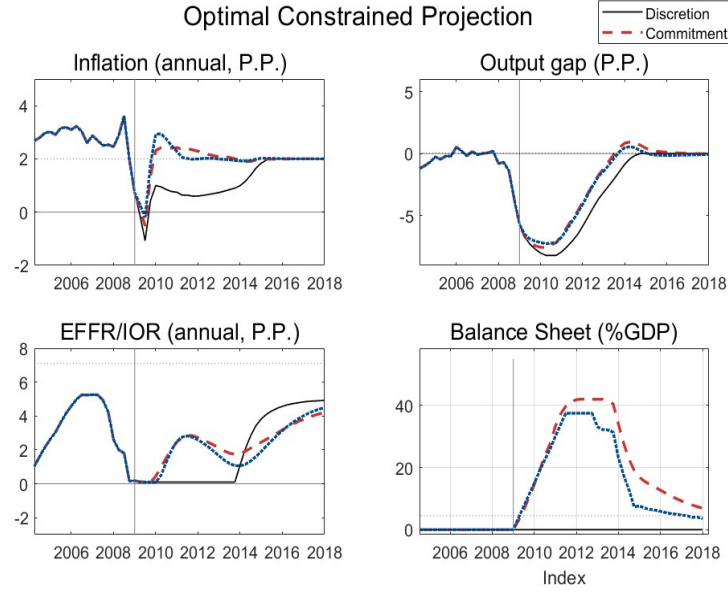 Optimal Constrained Projection
Discretion
Commitment
Inflation (annual, P.P.)
Output gap (P.P.)
4
2
0
-2
2006 2008 2010 2012 2014 2016 2018
5
0
-5
2006 2008 2010 2012 2014 2016 2018
EFFR/IOR (annual, P.P.)
Balance Sheet (%GDP)
8
6
4
2
0
-2
2006 2008 2010 2012 2014 2016 2018
40
20
0
2006 2008 2010 2012 2014 2016 2018
Index